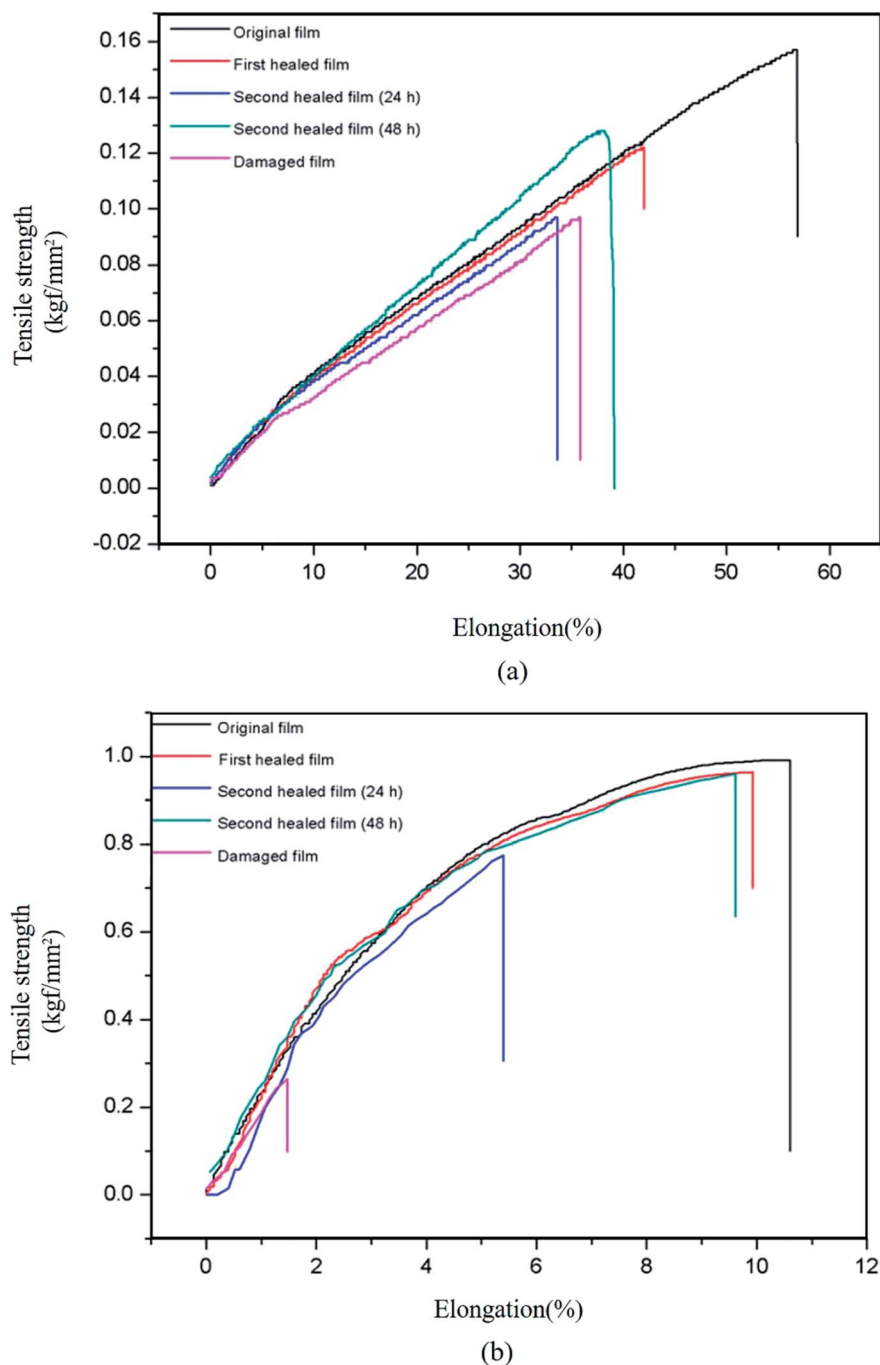 Original film
First healed film
Second healed film (24 h)
Second healed film (48 h)
Damaged film
0.16
0.14
0.12
0.10
0.08
0.06
0.04
0.02
0.00
-0.02
Tensile strength
(kgf/mm²)
0 10 20 30 40 50 60
Elongation(%)
(a)
Original film
First healed film
Second healed film (24 h)
Second healed film (48 h)
Damaged film
1.0
0.8
0.6
0.4
0.2
0.0
Tensile strength
(kgf/mm²)
0 2 4 6 8 10 12
Elongation(%)
(b)